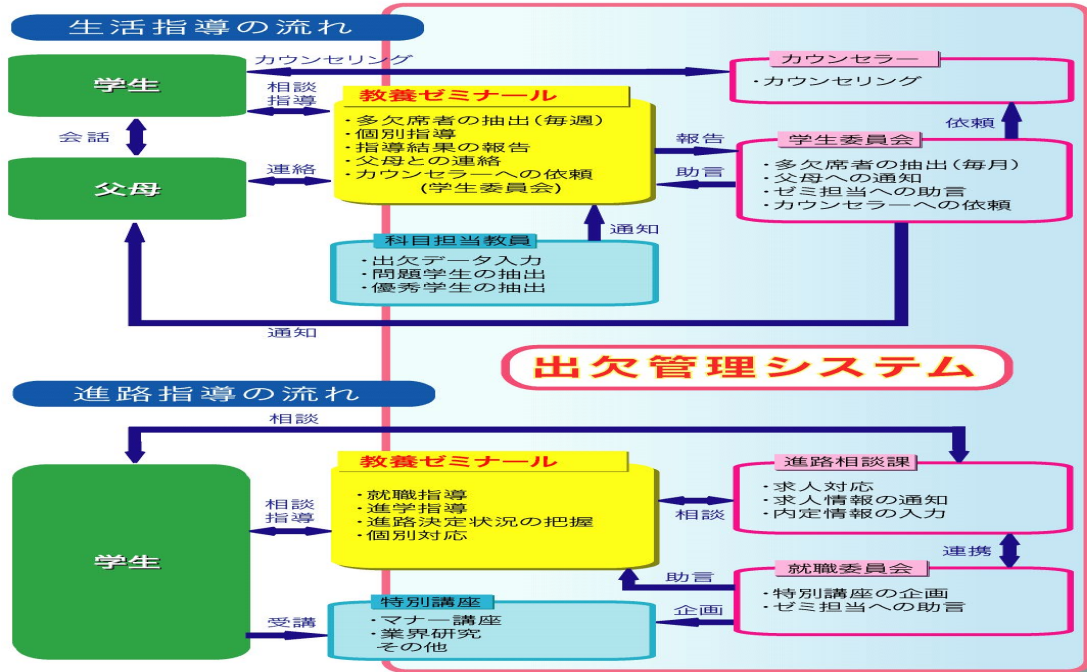 生活指導の流れ
学生
会話
父母
カウンセリング
相談
指導
連絡
教養ゼミナール
・多欠席者の抽出(毎週)
・個別指導
・指導結果の報告
・父母との連絡
・カウンセラーへの依頼
(学生委員会)
報告
助言
カウンセラー
・カウンセリング
依頼
学生委員会
・多欠席者の抽出(毎月)
・父母への通知
・ゼミ担当への助言
・カウンセラーへの依頼
通知
科目担当教員
・出欠データ入力
・問題学生の抽出
・優秀学生の抽出
通知
出欠管理システム
進路指導の流れ
相談
学生
相談
指導
教養ゼミナール
・就職指導
・進学指導
・進路決定状況の把握
・個別対応
相談
進路相談課
・求人対応
・求人情報の通知
・内定情報の入力
連携
就職委員会
・特別講座の企画
・ゼミ担当への助言
助言
企画
受講
特別講座
・マナー講座
・業界研究
その他